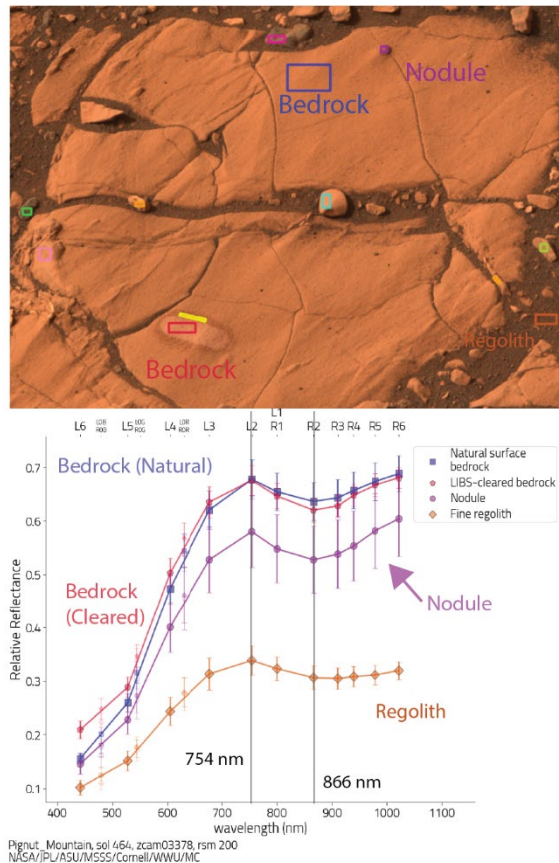 Nodule
Bedrock
Regolith
Bedrock
L1
L6 L5 L4 L3 L2 R1 R2 R3 R4 R5 R6
Bedrock (Natural)
Natural surface
bedrock
LIBS-cleared bedrock
Nodule
Fine regolith
Bedrock
(Cleared)
Nodule
Regolith
754 nm
866 nm
Relative Reflectance
0.7
0.6
0.5
0.4
0.3
0.2
0.1
400 500 600 700 800 900 1000 1100
wavelength (nm)
Pignut_Mountain, sol 464, zcam03378, rsm 200
NASA/JPL/ASU/MSSS/Cornell/WWU/MC